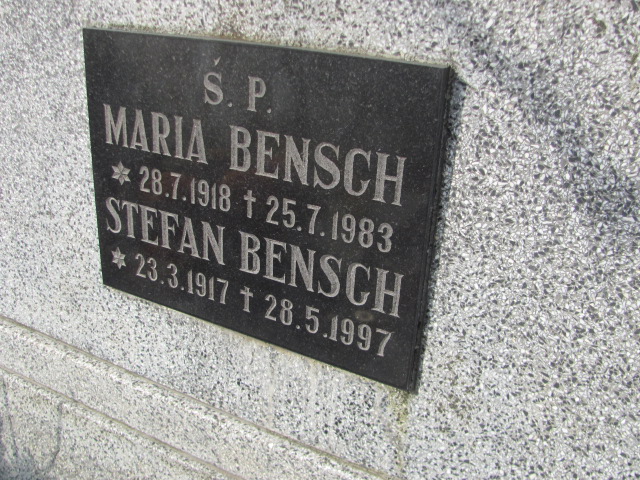 Ś. P.
MARIA BENSCH
* 28.7.1918 † 25.7.1983
STEFAN BENSCH
* 23.3.1917 † 28.5.1997